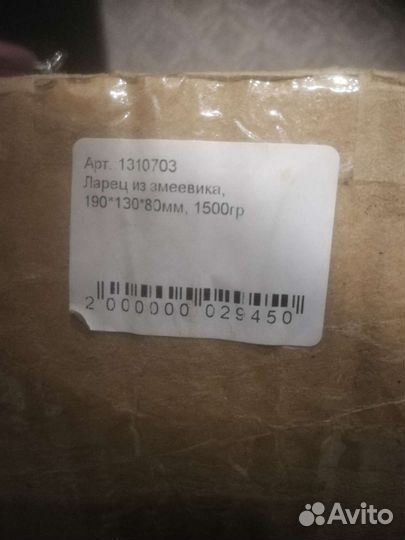 Арт. 1310703
Ларец из змеевика,
190*130*80мм, 1500гр
2 000000 029450
Avito